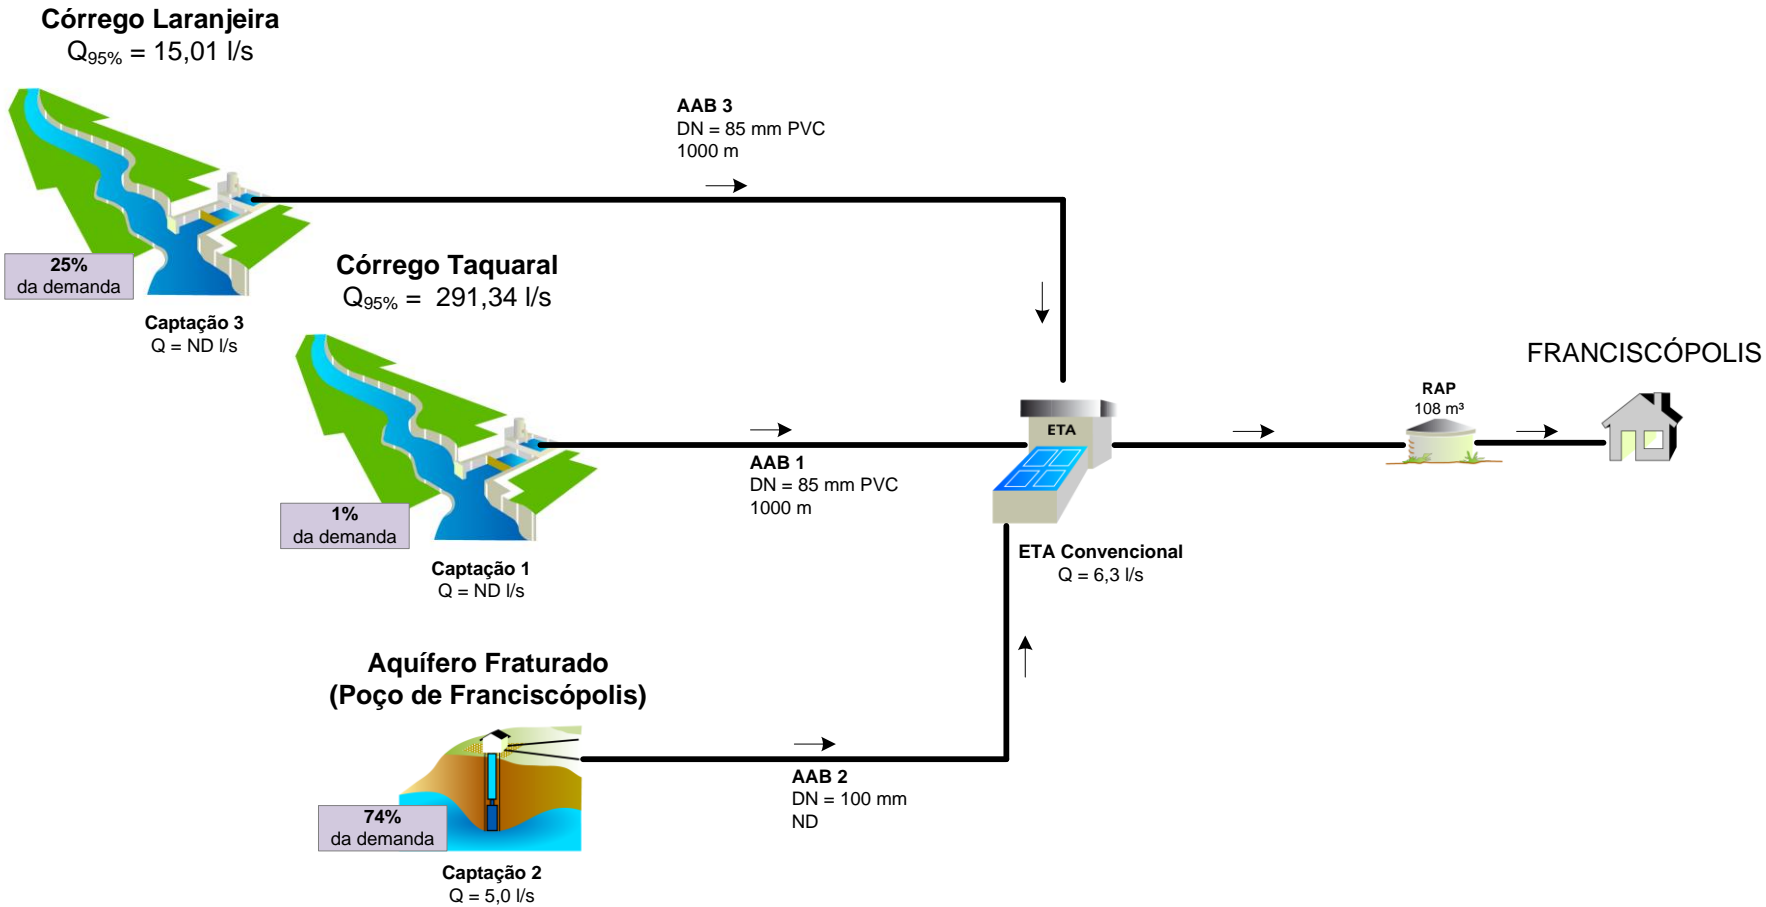 Córrego Laranjeira
Q95% = 15,01 l/s
AAB 3
DN = 85 mm PVC
1000 m
25%
da demanda
Captação 3
Q = ND l/s
Córrego Taquaral
Q95% = 291,34 l/s
FRANCISCÓPOLIS
RAP
108 m³
ETA
AAB 1
DN = 85 mm PVC
1000 m
1%
da demanda
Captação 1
Q = ND l/s
ETA Convencional
Q = 6,3 l/s
Aquífero Fraturado
(Poço de Franciscópolis)
AAB 2
DN = 100 mm
ND
74%
da demanda
Captação 2
Q = 5,0 l/s